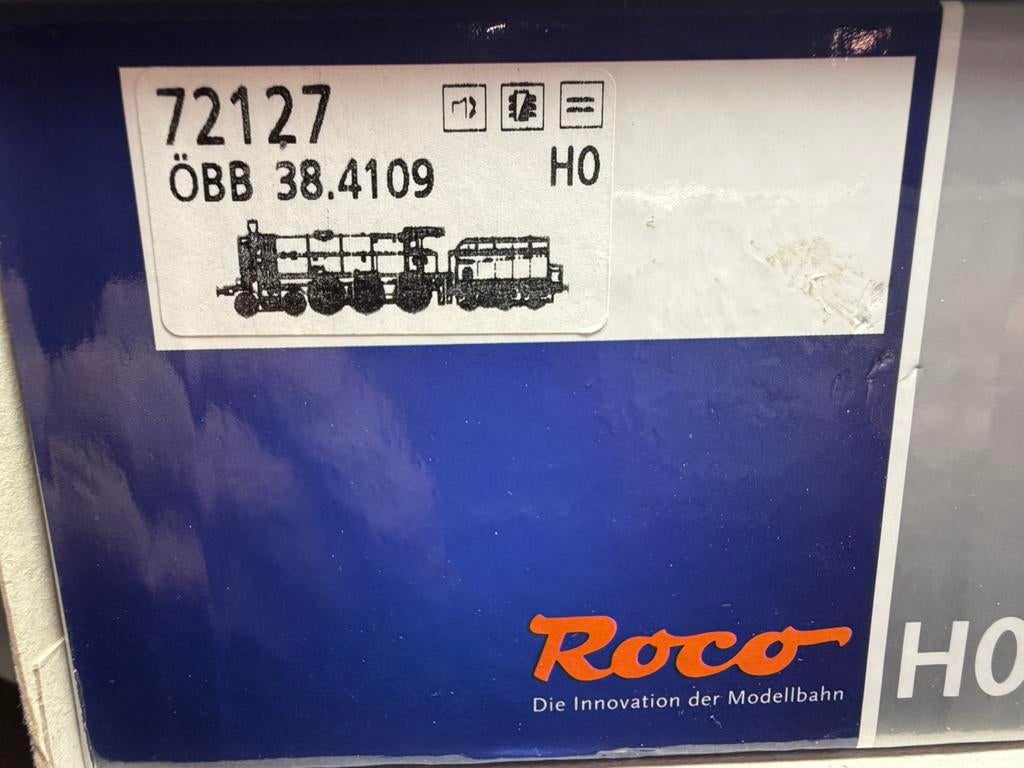 72127
ÖBB 38.4109
H0
Roco
Die Innovation der Modellbahn
H0